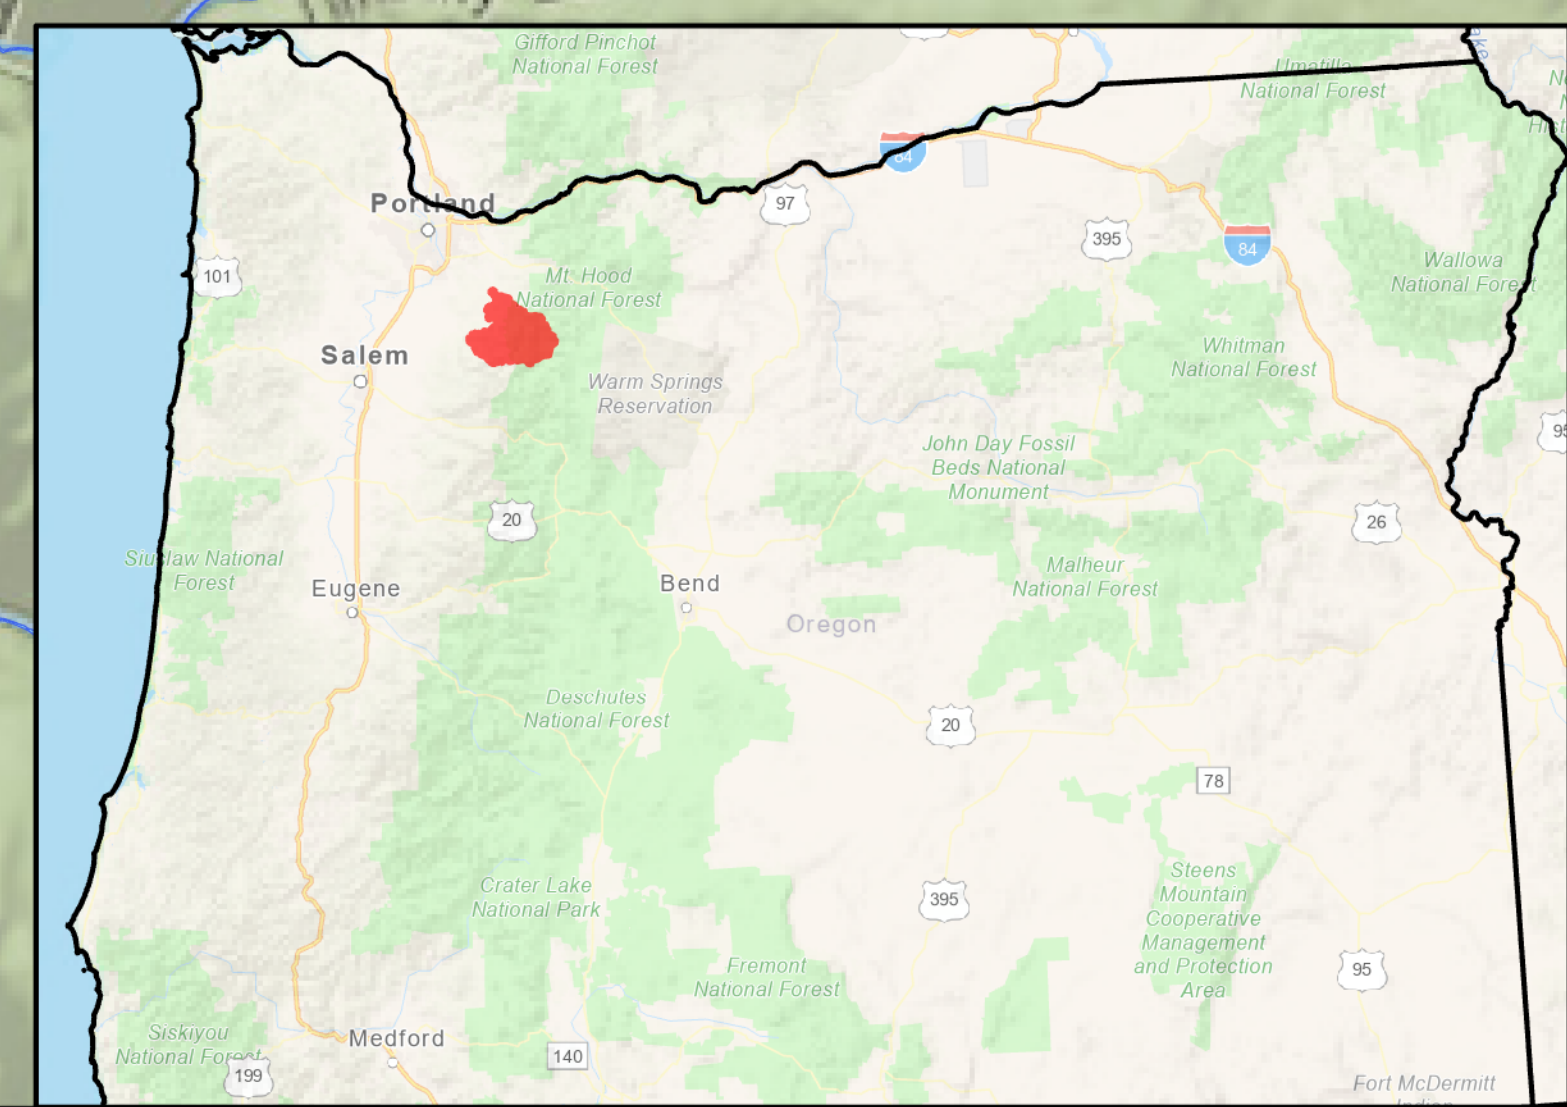 Gifford Pinchot
National Forest
Umatilla
National Forest
84
Portland
97
395
84
101
Mt. Hood
National Forest
Wallowa
National Forest
Salem
Whitman
National Forest
Warm Springs
Reservation
John Day Fossil
Beds National
Monument
20
26
Siuslaw National
Forest
Malheur
National Forest
Eugene
Bend
Oregon
Deschutes
National Forest
20
78
Crater Lake
National Park
395
Steens
Mountain
Cooperative
Management
and Protection
Area
Fremont
National Forest
95
Siskiyou
National Forest
Medford
140
199
Fort McDermitt